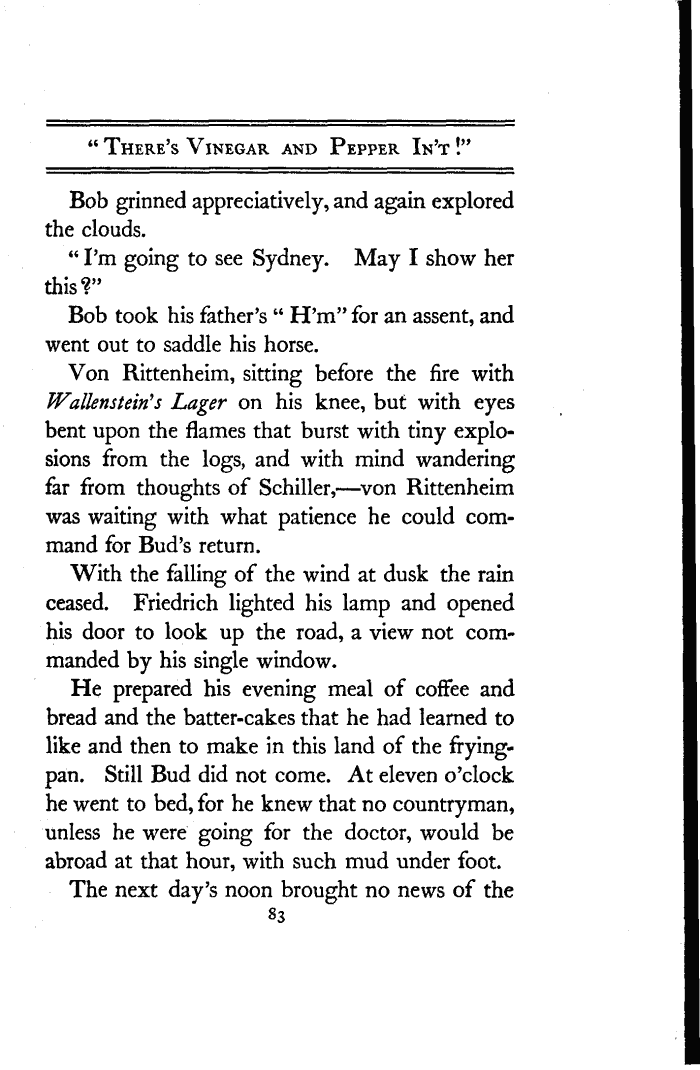 “ There’s Vinegar and Pepper In’t !”
Bob grinned appreciatively, and again explored
the clouds.
“ I’m going to see Sydney. May I show her
this ?”
Bob took his father’s “ H’m” for an assent, and
went out to saddle his horse.
Von Rittenheim, sitting before the fire with
Wallenstein’s Lager on his knee, but with eyes
bent upon the flames that burst with tiny explo-
sions from the logs, and with mind wandering
far from thoughts of Schiller,—von Rittenheim
was waiting with what patience he could com-
mand for Bud’s return.
With the falling of the wind at dusk the rain
ceased. Friedrich lighted his lamp and opened
his door to look up the road, a view not com-
manded by his single window.
He prepared his evening meal of coffee and
bread and the batter-cakes that he had learned to
like and then to make in this land of the frying-
pan. Still Bud did not come. At eleven o’clock
he went to bed, for he knew that no countryman,
unless he were going for the doctor, would be
abroad at that hour, with such mud under foot.
The next day’s noon brought no news of the
83